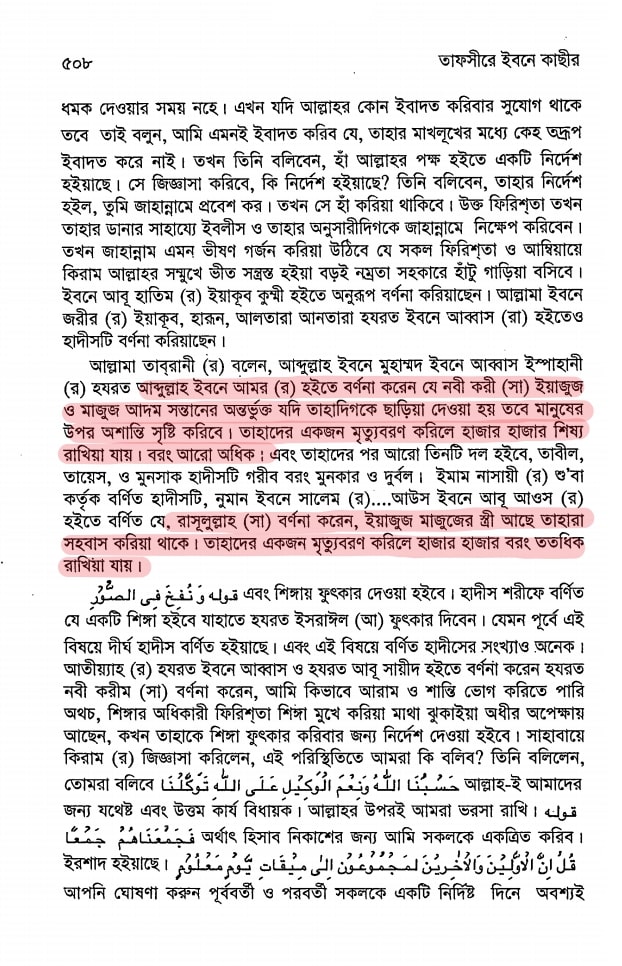 ৫০৮ তাফসীরে ইবনে কাছীর
ধমক দেওয়ার সময় নহে। এখন যদি আল্লাহর কোন ইবাদত করিবার সুযোগ থাকে
তবে তাই বলুন, আমি এমনই ইবাদত করিব যে, তাহার মাখলূখের মধ্যে কেহ তদ্রূপ
ইবাদত করে নাই। তখন তিনি বলিবেন, হাঁ আল্লাহর পক্ষ হইতে একটি নির্দেশ
হইয়াছে। সে জিজ্ঞাসা করিবে, কি নির্দেশ হইয়াছে? তিনি বলিবেন, তাহার নির্দেশ
হইল, তুমি জাহান্নামে প্রবেশ কর। তখন সে হাঁ করিয়া থাকিবে। উক্ত ফিরিশ্তা তখন
তাহার ডানার সাহায্যে ইবলীস ও তাহার অনুসারীদিগকে জাহান্নামে নিক্ষেপ করিবেন।
তখন জাহান্নাম এমন ভীষণ গর্জন করিয়া উঠিবে যে সকল ফিরিশ্তা ও আম্বিয়ায়ে
কিরাম আল্লাহর সম্মুখে ভীত সন্ত্রস্ত হইয়া বড়ই নম্রতা সহকারে হাঁটু গাড়িয়া বসিবে।
ইবনে আবূ হাতিম (র) ইয়াকূব কুম্মী হইতে অনুরূপ বর্ণনা করিয়াছেন। আল্লামা ইবনে
জরীর (র) ইয়াকূব, হারূন, আলতারা আনতারা হযরত ইবনে আব্বাস (রা) হইতেও
হাদীসটি বর্ণনা করিয়াছেন।
আল্লামা তাব্রানী (র) বলেন, আব্দুল্লাহ ইবনে মুহাম্মদ ইবনে আব্বাস ইস্পাহানী
(র) হযরত আব্দুল্লাহ ইবনে আমর (র) হইতে বর্ণনা করেন যে নবী করী (সা) ইয়াজুজ
ও মাজুজ আদম সন্তানের অন্তর্ভুক্ত যদি তাহাদিগকে ছাড়িয়া দেওয়া হয় তবে মানুষের
উপর অশান্তি সৃষ্টি করিবে। তাহাদের একজন মৃত্যুবরণ করিলে হাজার হাজার শিষ্য
রাখিয়া যায়। বরং আরো অধিক। এবং তাহাদের পর আরো তিনটি দল হইবে, তাবীল,
তায়েস, ও মুনসাক হাদীসটি গরীব বরং মুনকার ও দুর্বল। ইমাম নাসায়ী (র) শু'বা
কর্তৃক বর্ণিত হাদীসটি, নুমান ইবনে সালেম (র)....আউস ইবনে আবূ আওস (র)
হইতে বর্ণিত যে, রাসূলুল্লাহ (সা) বর্ণনা করেন, ইয়াজুজ মাজুজের স্ত্রী আছে তাহারা
সহবাস করিয়া থাকে। তাহাদের একজন মৃত্যুবরণ করিলে হাজার হাজার বরং ততধিক
রাখিয়া যায়।
قوله وَنُفِخَ فِى الصُّوْرِ এবং শিঙ্গায় ফুৎকার দেওয়া হইবে। হাদীস শরীফে বর্ণিত
যে একটি শিঙ্গা হইবে যাহাতে হযরত ইসরাঈল (আ) ফুৎকার দিবেন। যেমন পূর্বে এই
বিষয়ে দীর্ঘ হাদীস বর্ণিত হইয়াছে। এবং এই বিষয়ে বর্ণিত হাদীসের সংখ্যাও অনেক।
আতীয়্যাহ (র) হযরত ইবনে আব্বাস ও হযরত আবূ সায়ীদ হইতে বর্ণনা করেন হযরত
নবী করীম (সা) বর্ণনা করেন, আমি কিভাবে আরাম ও শান্তি ভোগ করিতে পারি
অথচ, শিঙ্গার অধিকারী ফিরিশ্তা শিঙ্গা মুখে করিয়া মাথা ঝুকাইয়া অধীর অপেক্ষায়
আছেন, কখন তাহাকে শিঙ্গা ফুৎকার করিবার জন্য নির্দেশ দেওয়া হইবে। সাহাবায়ে
কিরাম (র) জিজ্ঞাসা করিলেন, এই পরিস্থিতিতে আমরা কি বলিব? তিনি বলিলেন,
তোমরা বলিবে حَسْبُنَا اللّٰهُ وَنِعْمَ الْوَكِيْلُ عَلَى اللّٰهِ تَوَكَّلْنَا আল্লাহ-ই আমাদের
জন্য যথেষ্ট এবং উত্তম কার্য বিধায়ক। আল্লাহর উপরই আমরা ভরসা রাখি। قوله
فَجَمَعْنَاهُمْ جَمْعًا অর্থাৎ হিসাব নিকাশের জন্য আমি সকলকে একত্রিত করিব।
ইরশাদ হইয়াছে। قُلْ اِنَّ الْاَوَّلِيْنَ وَالْاٰخِرِيْنَ لَمَجْمُوْعُوْنَ اِلٰى مِيْقَاتِ يَوْمٍ مَعْلُوْمٍ
আপনি ঘোষণা করুন পূর্ববর্তী ও পরবর্তী সকলকে একটি নির্দিষ্ট দিনে অবশ্যই